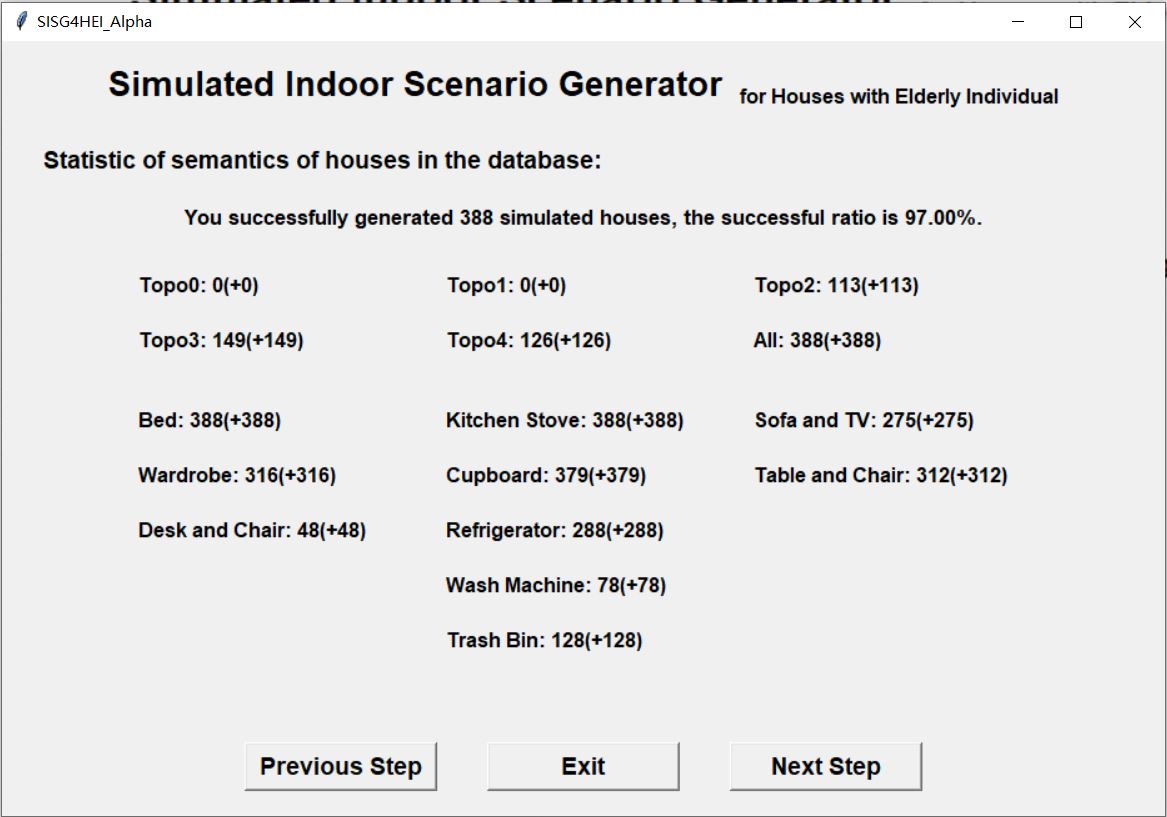 SISG4HEI_Alpha
Simulated Indoor Scenario Generator for Houses with Elderly Individual
Statistic of semantics of houses in the database:
You successfully generated 388 simulated houses, the successful ratio is 97.00%.
Topo0: 0(+0) Topo1: 0(+0) Topo2: 113(+113)
Topo3: 149(+149) Topo4: 126(+126) All: 388(+388)
Bed: 388(+388) Kitchen Stove: 388(+388) Sofa and TV: 275(+275)
Wardrobe: 316(+316) Cupboard: 379(+379) Table and Chair: 312(+312)
Desk and Chair: 48(+48) Refrigerator: 288(+288)
Wash Machine: 78(+78)
Trash Bin: 128(+128)
Previous Step Exit Next Step